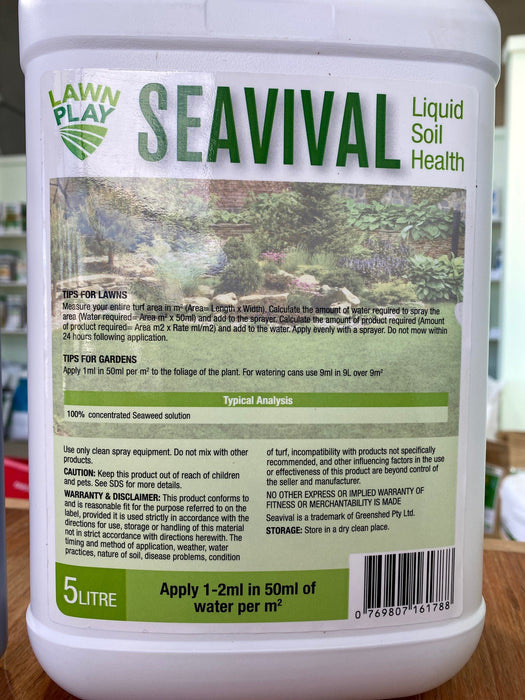 LAWN
PLAY
SEAVIVAL
Liquid
Soil
Health
TIPS FOR LAWNS
Measure your entire turf area in m² (Area= Length x Width). Calculate the amount of water required to spray the
area (Water required= Area m² x 50ml) and add to the sprayer. Calculate the amount of product required (Amount
of product required= Area m2 x Rate ml/m2) and add to the water. Apply evenly with a sprayer. Do not mow within
24 hours following application.
TIPS FOR GARDENS
Apply 1ml in 50ml per m² to the foliage of the plant. For watering cans use 9ml in 9L over 9m²
Typical Analysis
100% concentrated Seaweed solution
Use only clean spray equipment. Do not mix with other
products.
CAUTION: Keep this product out of reach of children
and pets. See SDS for more details.
WARRANTY & DISCLAIMER: This product conforms to
and is reasonable fit for the purpose referred to on the
label, provided it is used strictly in accordance with the
directions for use, storage or handling of this material
not in strict accordance with directions herewith. The
timing and method of application, weather, water
practices, nature of soil, disease problems, condition
of turf, incompatibility with products not specifically
recommended, and other influencing factors in the use
or effectiveness of this product are beyond control of
the seller and manufacturer.
NO OTHER EXPRESS OR IMPLIED WARRANTY OF
FITNESS OR MERCHANTABILITY IS MADE
Seavival is a trademark of Greenshed Pty Ltd.
STORAGE: Store in a dry clean place.
5 LITRE
Apply 1-2ml in 50ml of
water per m²
0 769807 161788